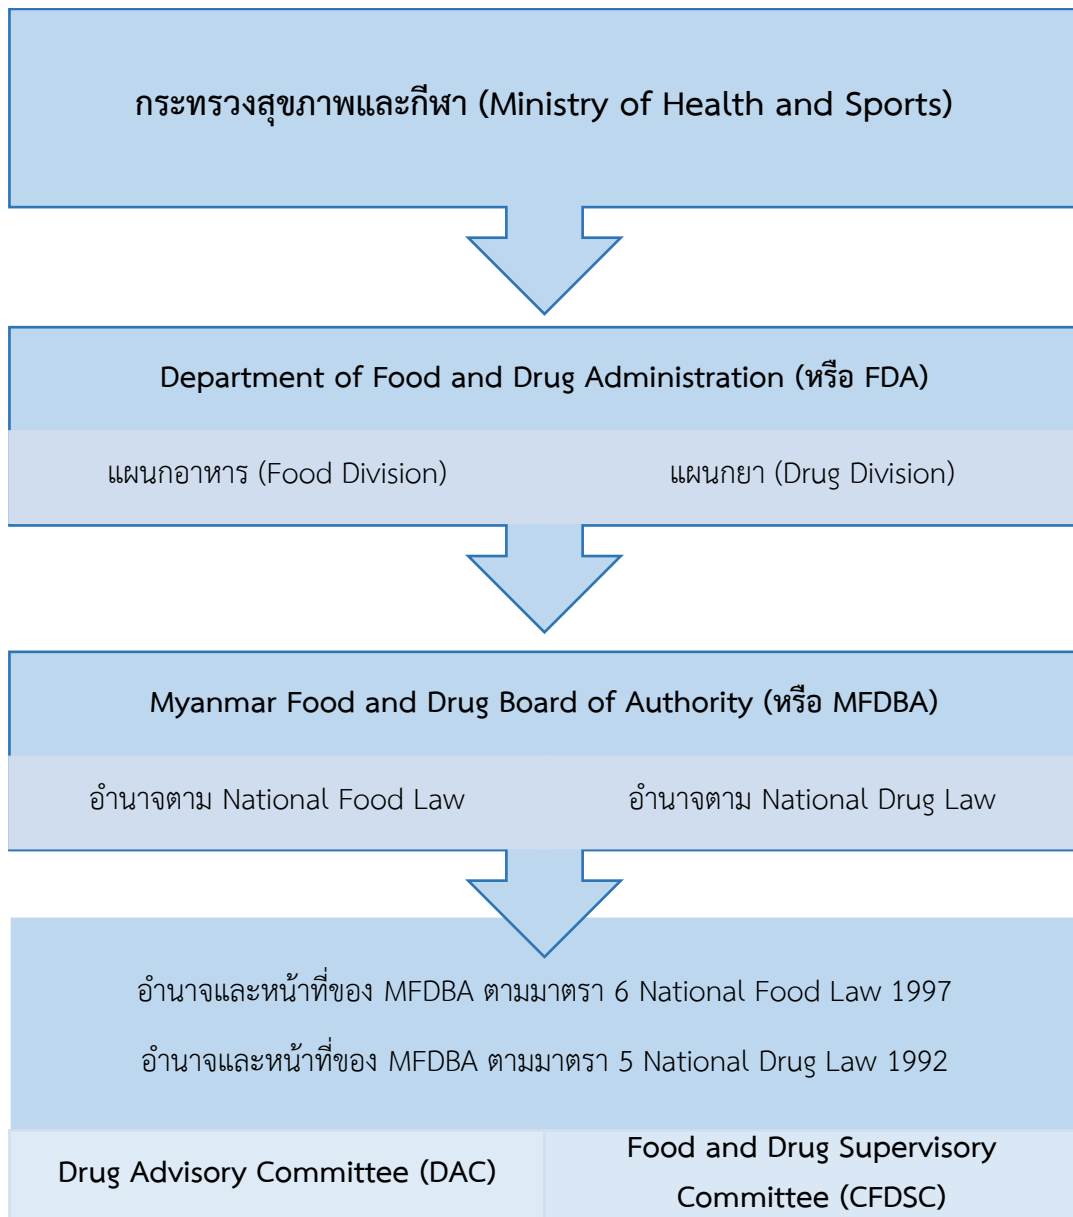 กระทรวงสุขภาพและกีฬา (Ministry of Health and Sports)
Department of Food and Drug Administration (หรือ FDA)
แผนกอาหาร (Food Division) แผนกยา (Drug Division)
Myanmar Food and Drug Board of Authority (หรือ MFDBA)
อำนาจตาม National Food Law อำนาจตาม National Drug Law
อำนาจและหน้าที่ของ MFDBA ตามมาตรา 6 National Food Law 1997
อำนาจและหน้าที่ของ MFDBA ตามมาตรา 5 National Drug Law 1992
Drug Advisory Committee (DAC)
Food and Drug Supervisory
Committee (CFDSC)